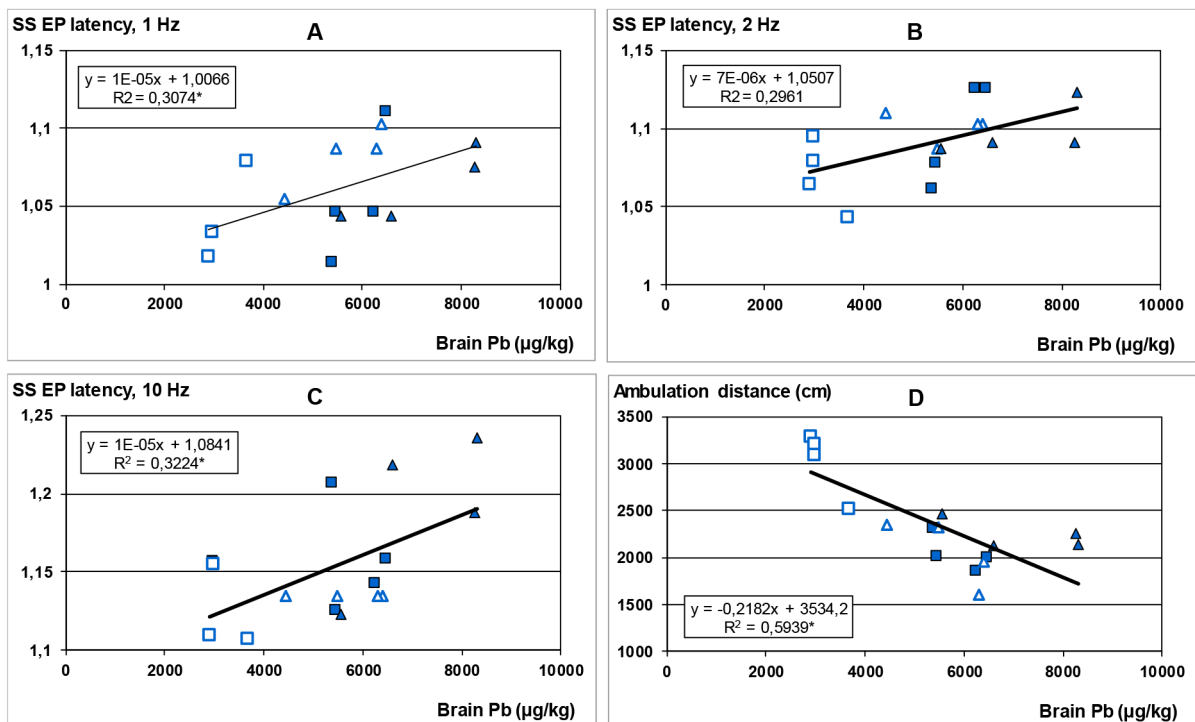 SS EP latency, 1 Hz
A
1,15
1,1
1,05
1
y = 1E-05x + 1,0066
R2 = 0,3074*
0 2000 4000 6000 8000 10000
Brain Pb (µg/kg)
SS EP latency, 2 Hz
B
1,15
1,1
1,05
1
y = 7E-06x + 1,0507
R2 = 0,2961
0 2000 4000 6000 8000 10000
Brain Pb (µg/kg)
SS EP latency, 10 Hz
C
1,25
1,2
1,15
1,1
y = 1E-05x + 1,0841
R² = 0,3224*
0 2000 4000 6000 8000 10000
Brain Pb (µg/kg)
Ambulation distance (cm)
D
3500
3000
2500
2000
1500
1000
y = -0,2182x + 3534,2
R² = 0,5939*
0 2000 4000 6000 8000 10000
Brain Pb (µg/kg)